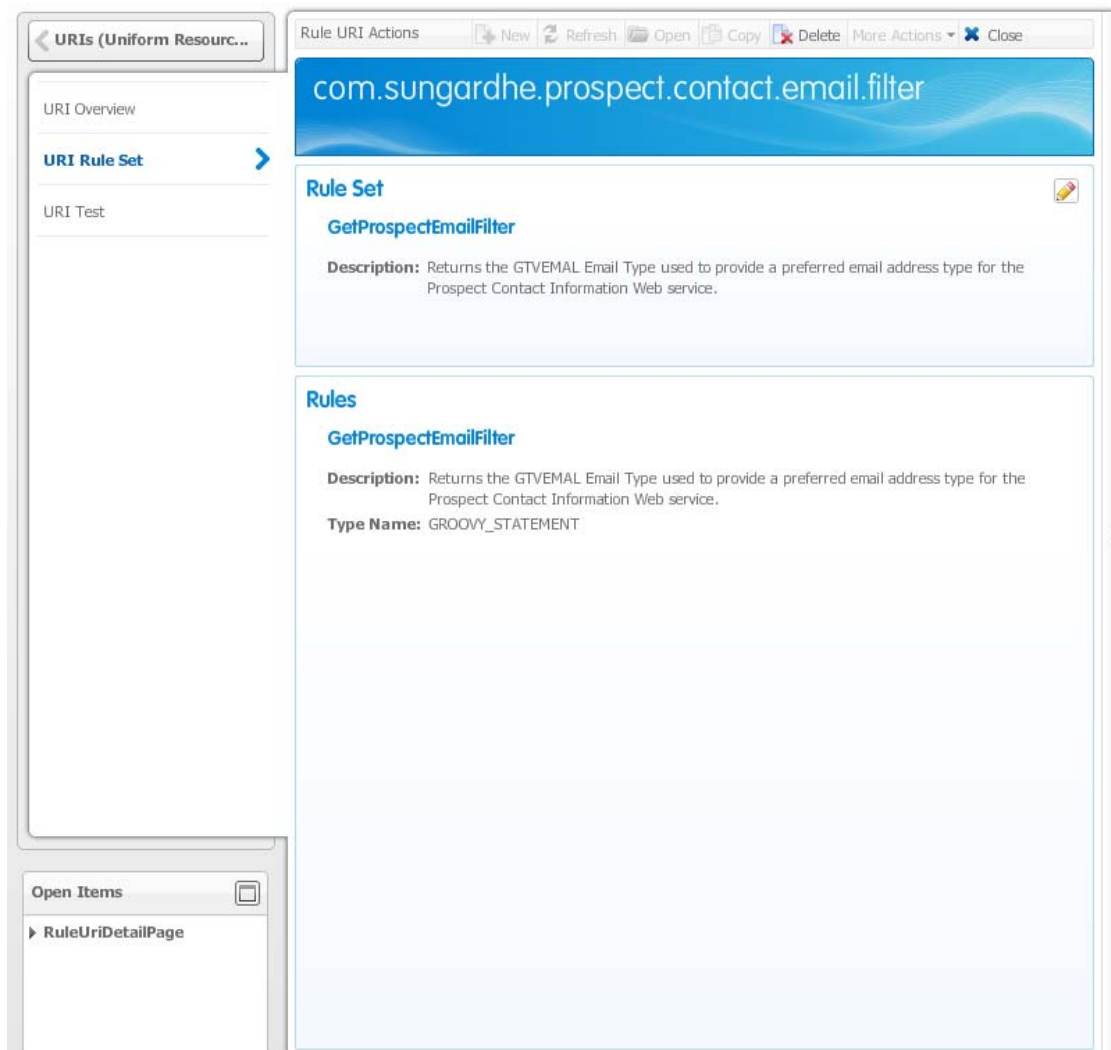 URIs (Uniform Resourc...
URI Overview
URI Rule Set
URI Test
Open Items
RuleUriDetailPage
Rule URI Actions New Refresh Open Copy Delete More Actions Close
com.sungardhe.prospect.contact.email.filter
Rule Set
GetProspectEmailFilter
Description: Returns the GTVEMAL Email Type used to provide a preferred email address type for the
Prospect Contact Information Web service.
Rules
GetProspectEmailFilter
Description: Returns the GTVEMAL Email Type used to provide a preferred email address type for the
Prospect Contact Information Web service.
Type Name: GROOVY_STATEMENT